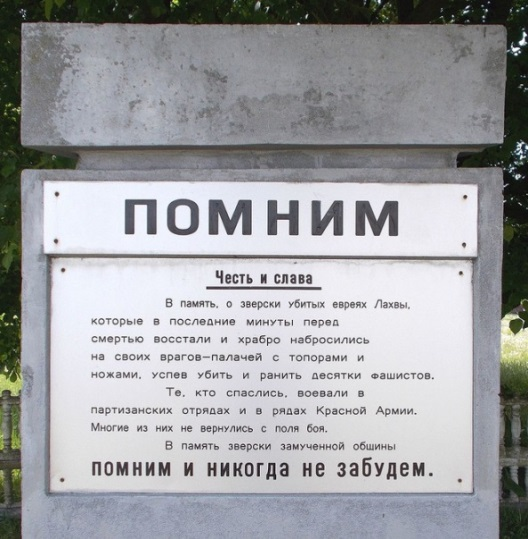 ПОМНИМ
Честь и слава
В память, о зверски убитых евреях Лахвы,
которые в последние минуты перед
смертью восстали и храбро набросились
на своих врагов-палачей с топорами и
ножами, успев убить и ранить десятки фашистов.
Те, кто спаслись, воевали в
партизанских отрядах и в рядах Красной Армии.
Многие из них не вернулись с поля боя.
В память зверски замученной общины
помним и никогда не забудем.